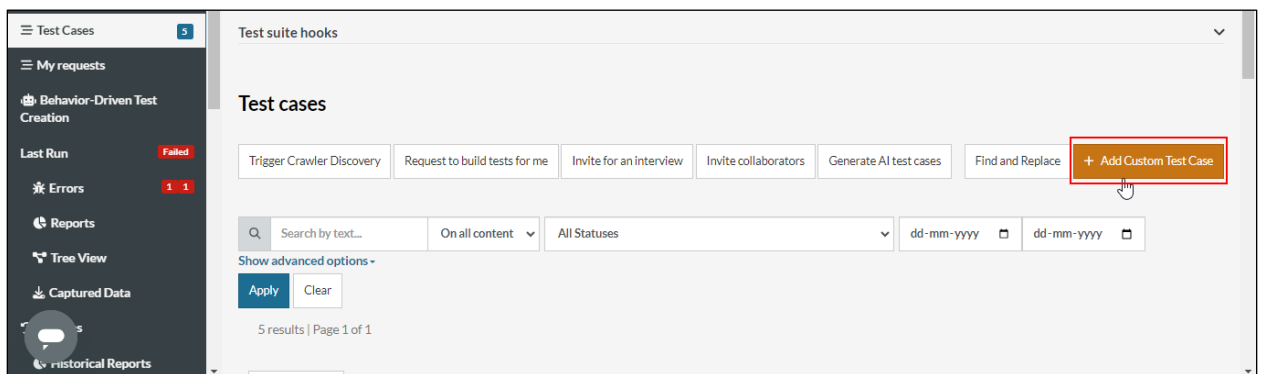 Test Cases 5
My requests
Behavior-Driven Test
Creation
Last Run Failed
Errors 1 1
Reports
Tree View
Captured Data
Historical Reports
Test suite hooks
Test cases
Trigger Crawler Discovery Request to build tests for me Invite for an interview Invite collaborators Generate AI test cases Find and Replace + Add Custom Test Case
Search by text... On all content All Statuses dd-mm-yyyy dd-mm-yyyy
Show advanced options
Apply Clear
5 results | Page 1 of 1